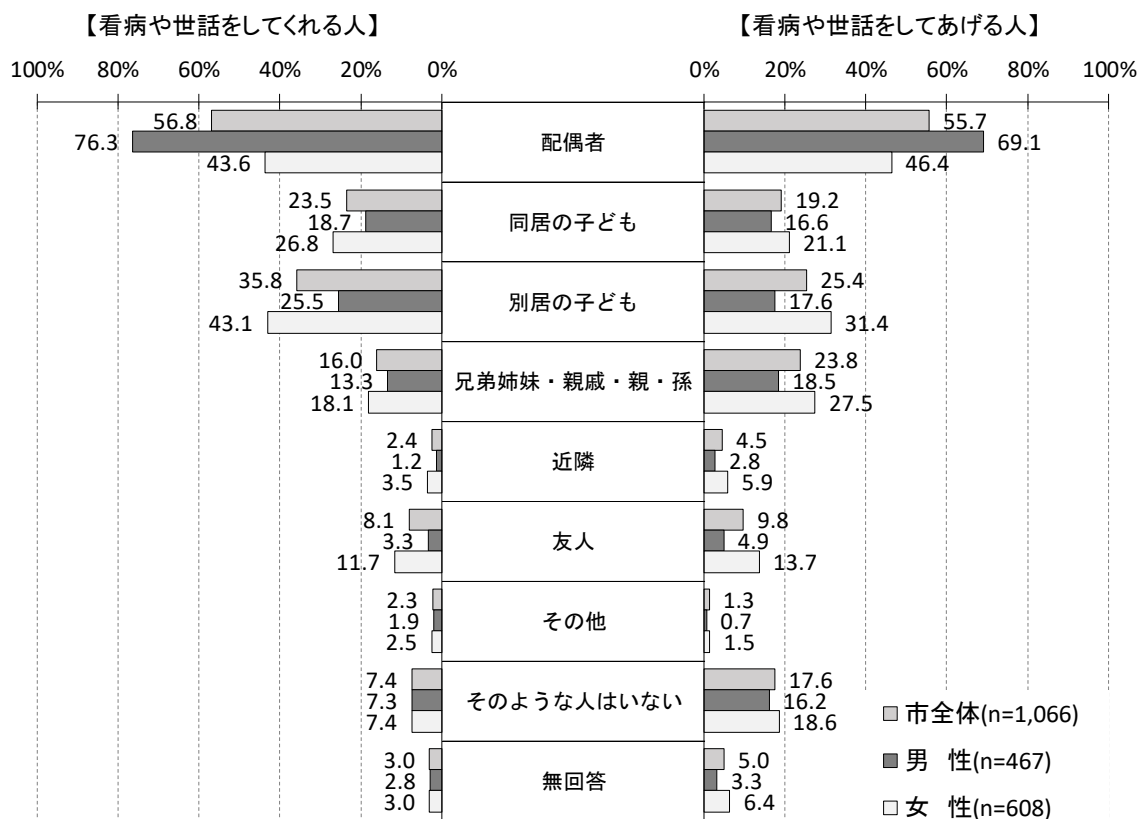 【看病や世話をしてくれる人】 【看病や世話をしてあげる人】
100% 80% 60% 40% 20% 0% 0% 20% 40% 60% 80% 100%
56.8 55.7
76.3 配偶者 69.1
43.6 46.4
23.5 19.2
18.7 同居の子ども 16.6
26.8 21.1
35.8 25.4
25.5 別居の子ども 17.6
43.1 31.4
16.0 23.8
13.3 兄弟姉妹・親戚・親・孫 18.5
18.1 27.5
2.4 4.5
1.2 近隣 2.8
3.5 5.9
8.1 9.8
3.3 友人 4.9
11.7 13.7
2.3 1.3
1.9 その他 0.7
2.5 1.5
7.4 17.6
7.3 そのような人はいない 16.2
7.4 18.6
3.0 5.0
2.8 無回答 3.3
3.0 6.4
市全体(n=1,066)
男 性(n=467)
女 性(n=608)